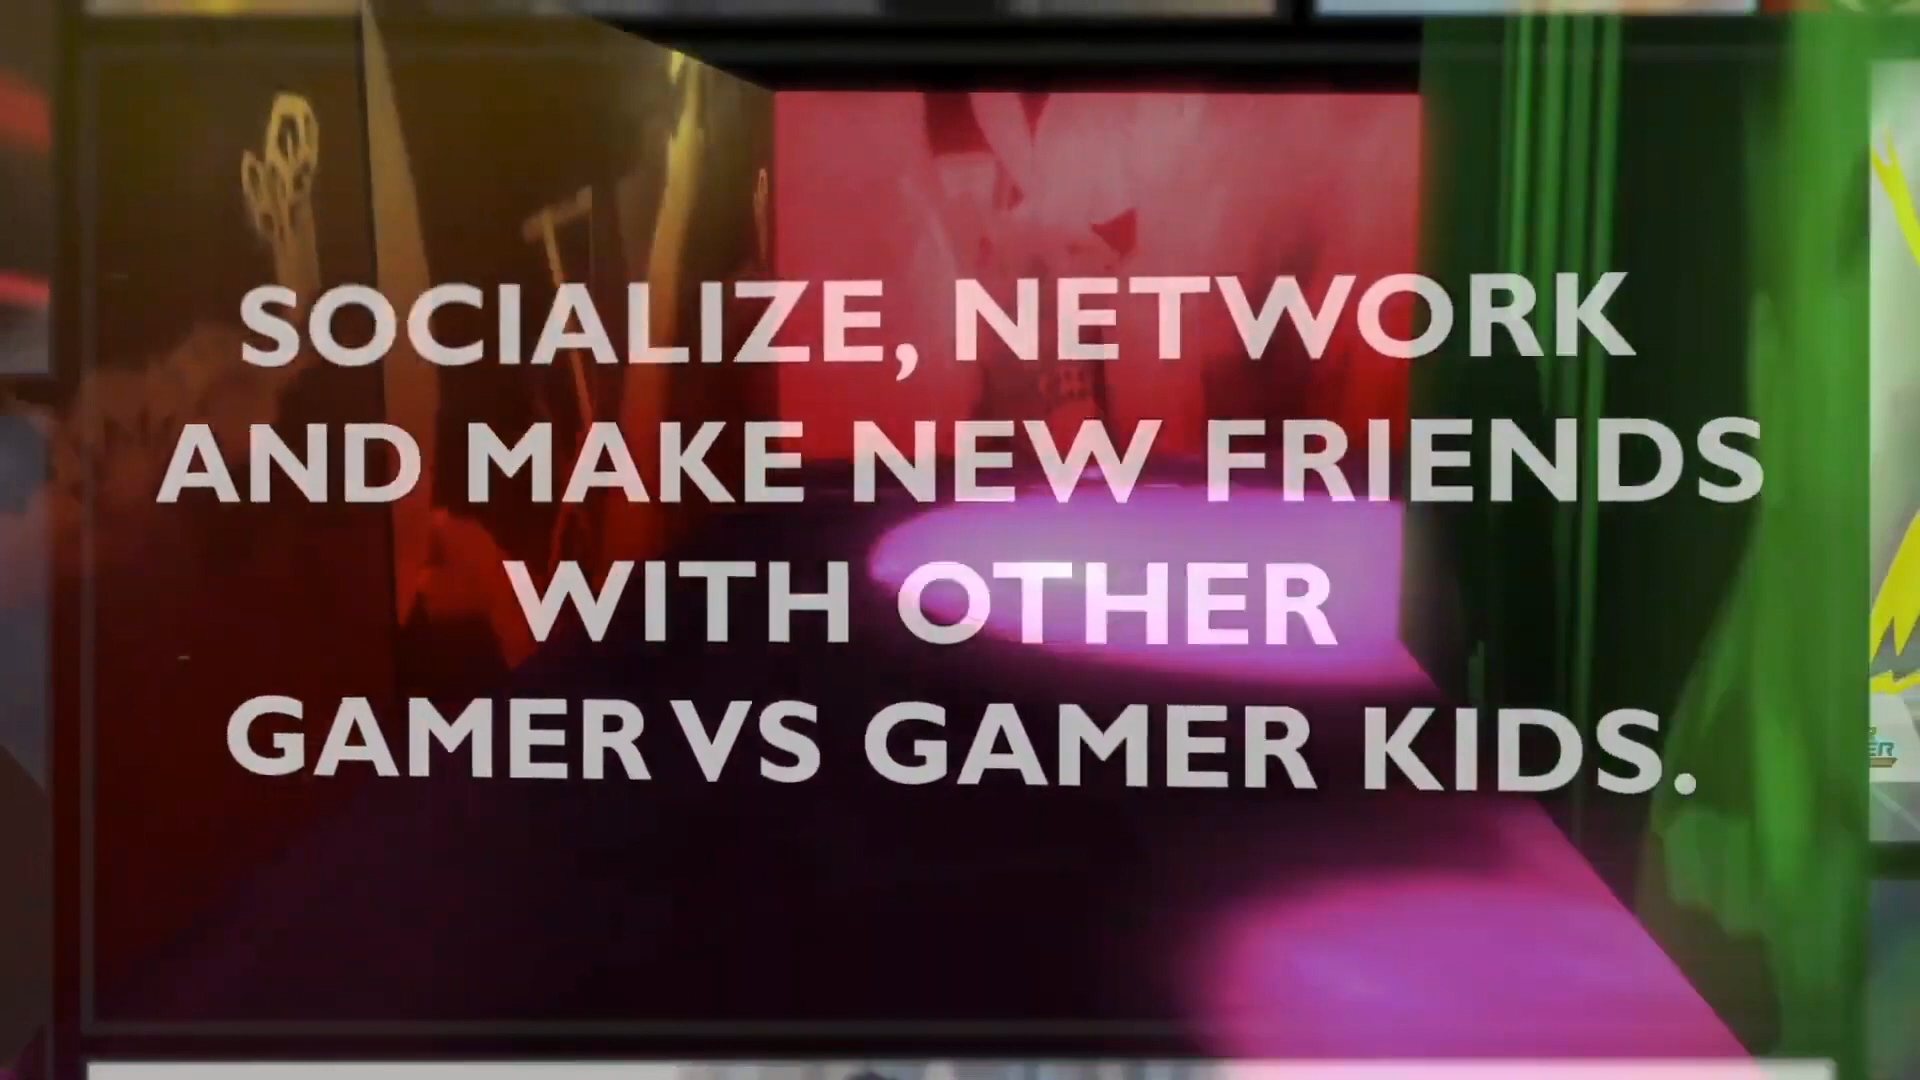 SOCIALIZE, NETWORK
AND MAKE NEW FRIENDS
WITH OTHER
GAMER VS GAMER KIDS.